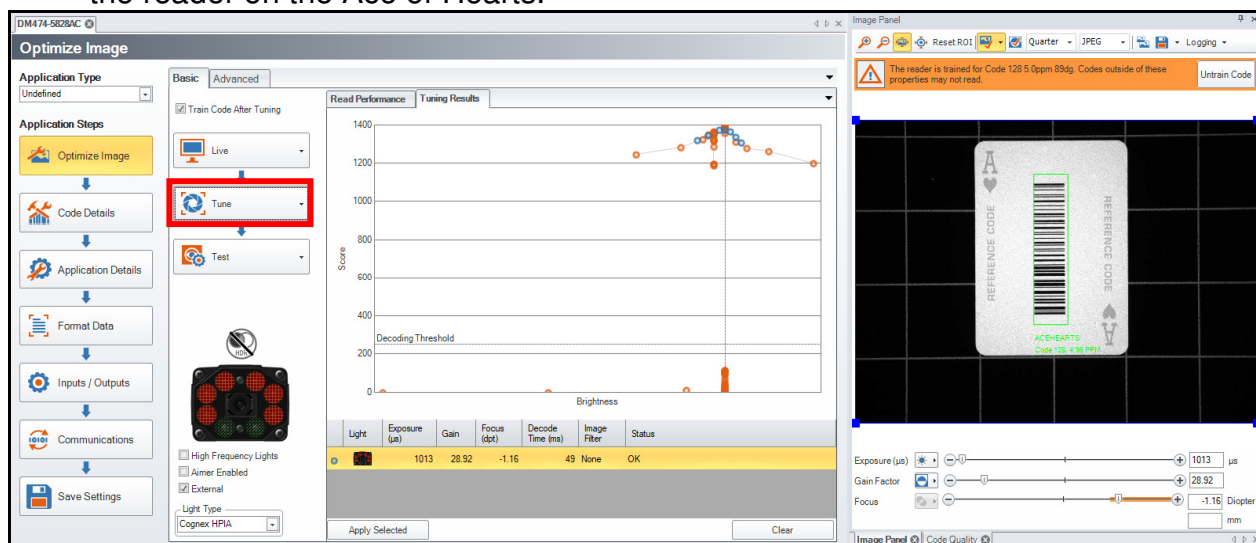 the reader on the Ace of Hearts.
DM474-5828AC
Optimize Image
Application Type
Undefined
Application Steps
Optimize Image
Code Details
Application Details
Format Data
Inputs / Outputs
Communications
Save Settings
Basic
Advanced
Train Code After Tuning
Live
Tune
Test
HDR
High Frequency Lights
Aimer Enabled
External
Light Type
Cognex HPIA
Read Performance
Tuning Results
1400
1200
1000
800
600
400
200
0
Score
Decoding Threshold
Brightness
Light Exposure (µs) Gain Focus (dpt) Decode Time (ms) Image Filter Status
1013 28.92 -1.16 49 None OK
Apply Selected
Clear
Image Panel
Reset ROI
Quarter
JPEG
Logging
The reader is trained for Code 128 5.0ppm 89dg. Codes outside of these
properties may not read.
Untrain Code
A
REFERENCE CODE
REFERENCE CODE
A
ACEHEARTS
Code 128, 4.96 PPM
Exposure (µs) 1013 µs
Gain Factor 28.92
Focus -1.16 Diopter
mm
Image Panel
Code Quality